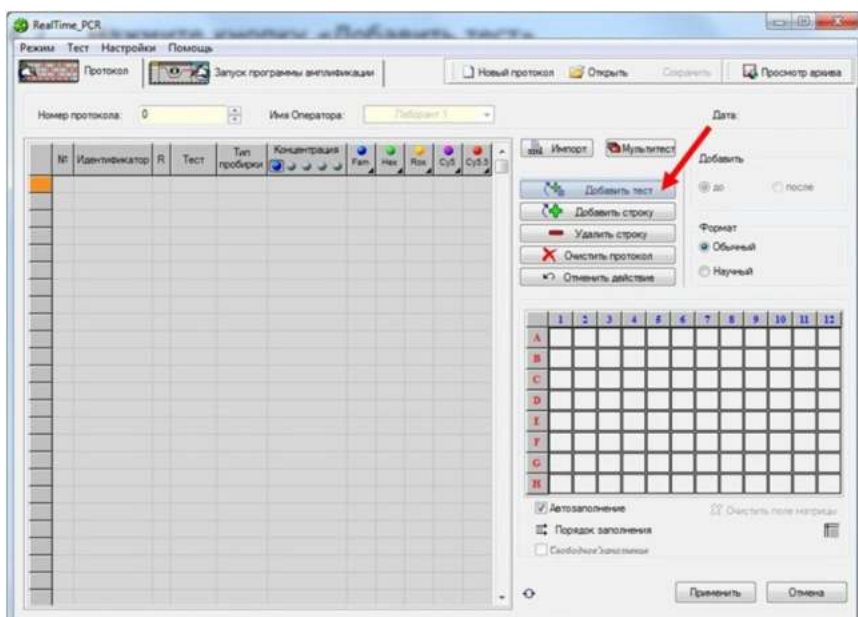 RealTime_PCR
Режим Тест Настройки Помощь
Протокол Запуск программы амплификации Новый протокол Открыть Сохранить Просмотр архива
Номер протокола: 0 Имя Оператора: Лаборант 1 Дата:
Импорт Мультитест
№ Идентификатор R Тест Тип пробирки Концентрация Fam Hex Rox Cy5 Cy5.5
Добавить
Добавить тест до после
Добавить строку
Удалить строку Формат
Обычный
Очистить протокол
Научный
Отменить действие
1 2 3 4 5 6 7 8 9 10 11 12
A
B
C
D
E
F
G
H
Автозаполнение Очистить поле матрицы
Порядок заполнения
Свободное заполнение
Применить Отмена